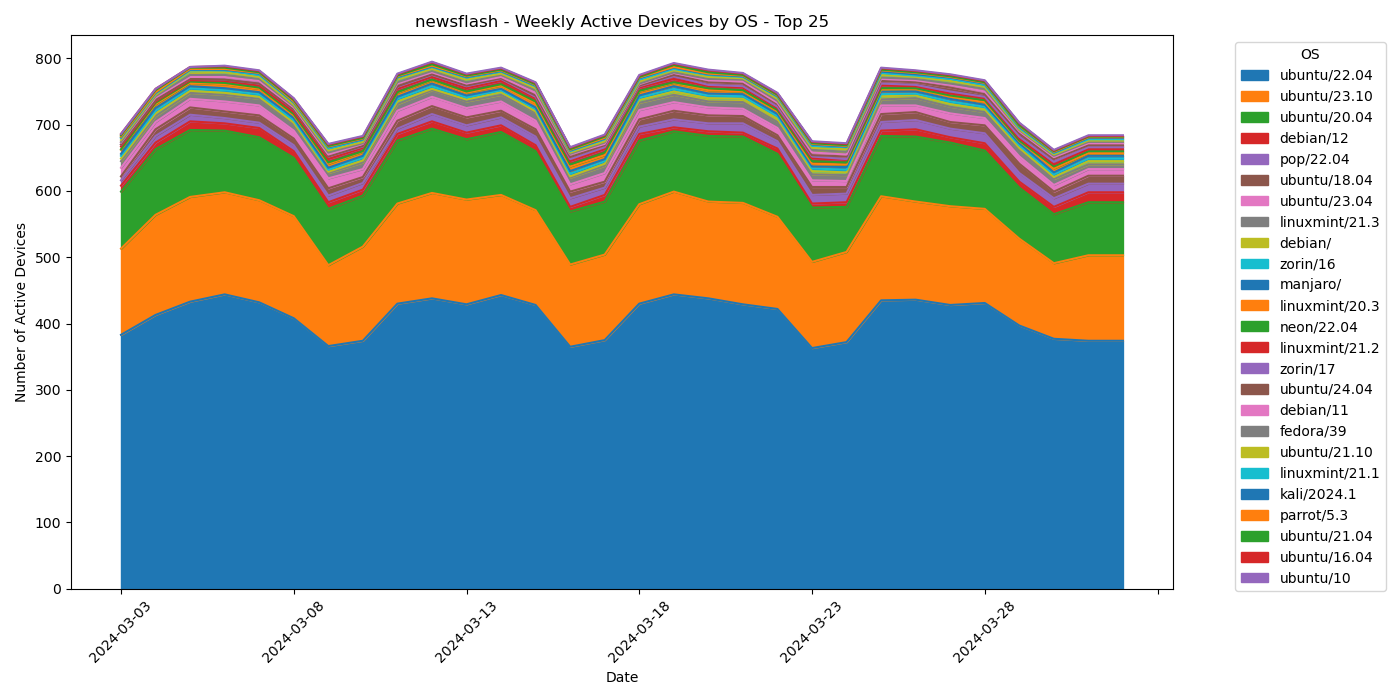 newsflash - Weekly Active Devices by OS - Top 25
Number of Active Devices
800
700
600
500
400
300
200
100
0
2024-03-03
2024-03-08
2024-03-13
2024-03-18
2024-03-23
2024-03-28
Date
OS
ubuntu/22.04
ubuntu/23.10
ubuntu/20.04
debian/12
pop/22.04
ubuntu/18.04
ubuntu/23.04
linuxmint/21.3
debian/
zorin/16
manjaro/
linuxmint/20.3
neon/22.04
linuxmint/21.2
zorin/17
ubuntu/24.04
debian/11
fedora/39
ubuntu/21.10
linuxmint/21.1
kali/2024.1
parrot/5.3
ubuntu/21.04
ubuntu/16.04
ubuntu/10